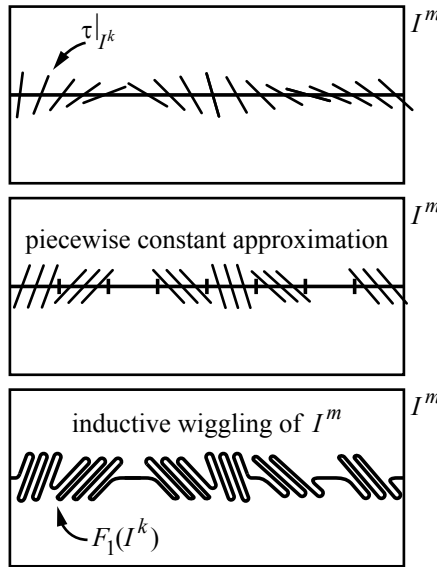 τ|_{I^k}
I^m
piecewise constant approximation
I^m
inductive wiggling of I^m
I^m
F_1(I^k)